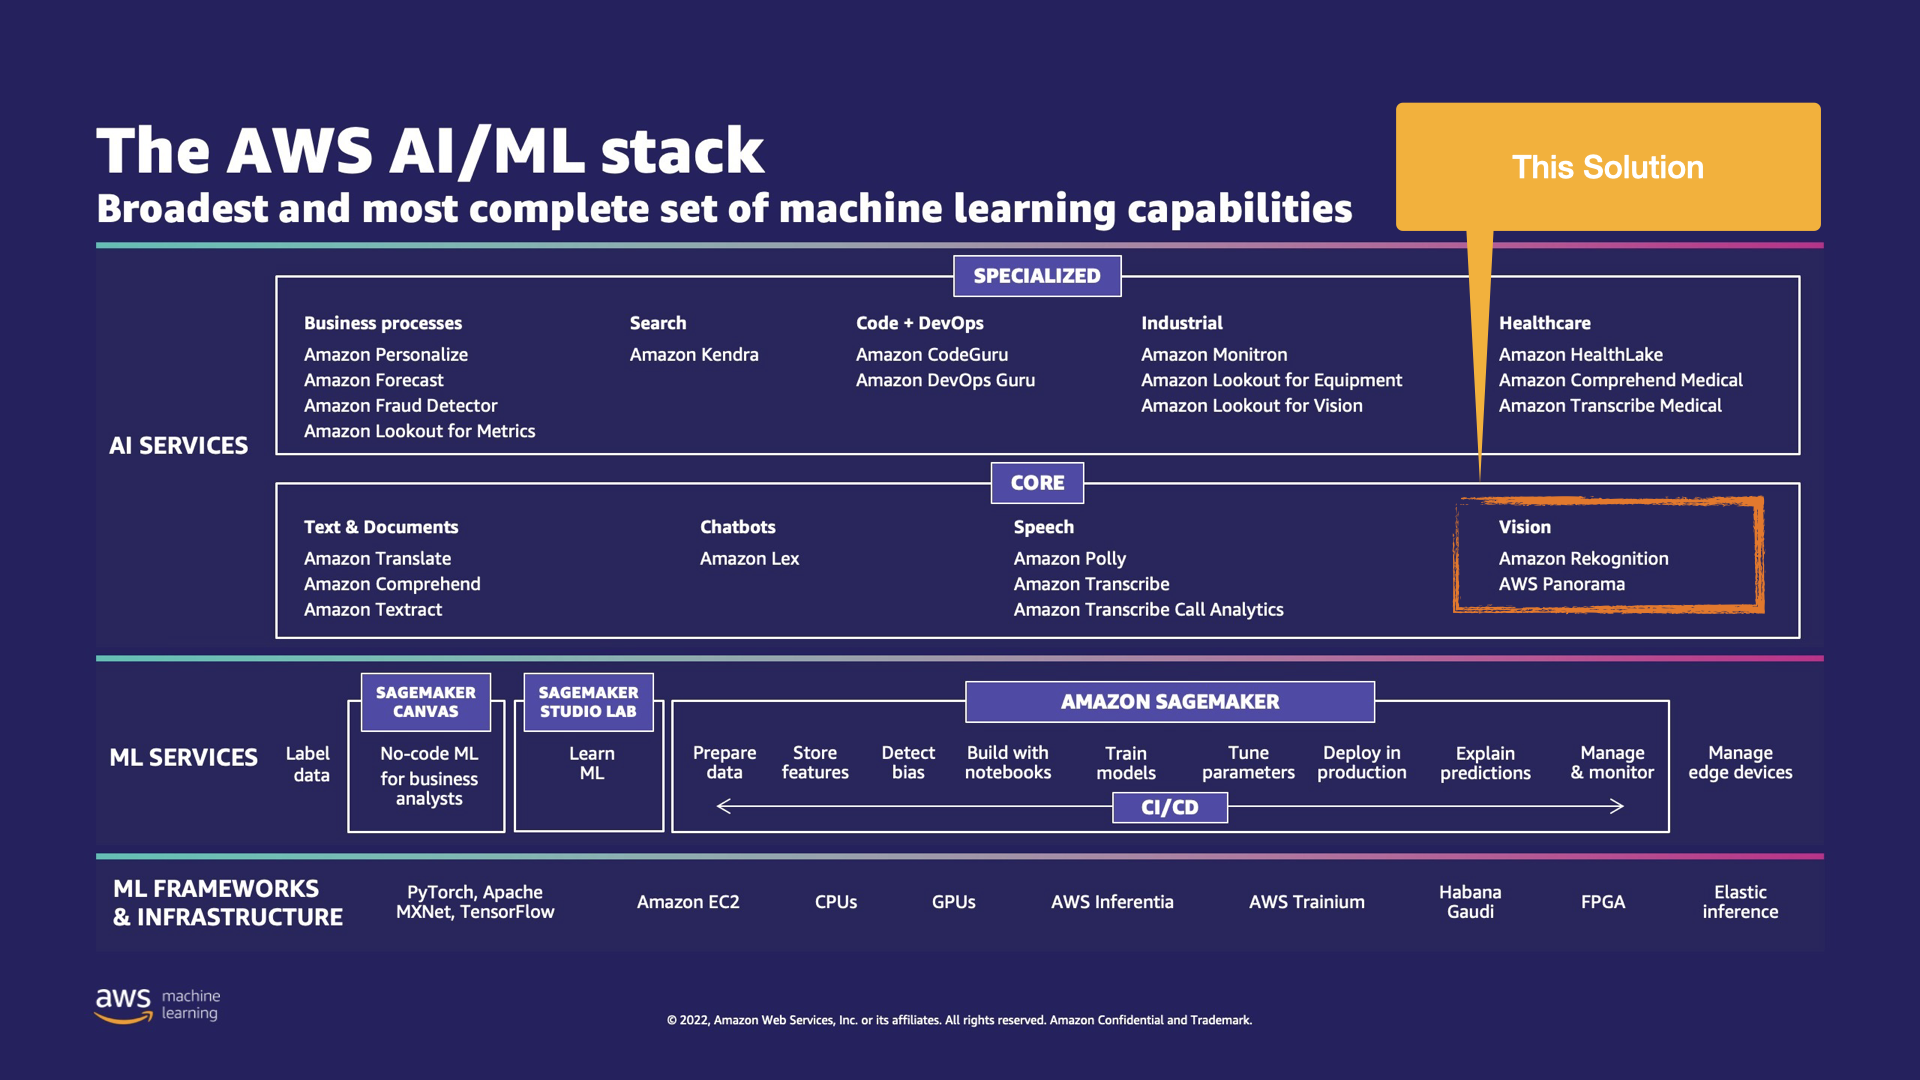 The AWS AI/ML stack
Broadest and most complete set of machine learning capabilities
This Solution
SPECIALIZED
Business processes
Amazon Personalize
Amazon Forecast
Amazon Fraud Detector
Amazon Lookout for Metrics
Search
Amazon Kendra
Code + DevOps
Amazon CodeGuru
Amazon DevOps Guru
Industrial
Amazon Monitron
Amazon Lookout for Equipment
Amazon Lookout for Vision
Healthcare
Amazon HealthLake
Amazon Comprehend Medical
Amazon Transcribe Medical
AI SERVICES
CORE
Text & Documents
Amazon Translate
Amazon Comprehend
Amazon Textract
Chatbots
Amazon Lex
Speech
Amazon Polly
Amazon Transcribe
Amazon Transcribe Call Analytics
Vision
Amazon Rekognition
AWS Panorama
ML SERVICES
Label
data
SAGEMAKER
CANVAS
No-code ML
for business
analysts
SAGEMAKER
STUDIO LAB
Learn
ML
AMAZON SAGEMAKER
Prepare
data
Store
features
Detect
bias
Build with
notebooks
Train
models
Tune
parameters
Deploy in
production
Explain
predictions
Manage
& monitor
CI/CD
Manage
edge devices
ML FRAMEWORKS
& INFRASTRUCTURE
PyTorch, Apache
MXNet, TensorFlow
Amazon EC2
CPUs
GPUs
AWS Inferentia
AWS Trainium
Habana
Gaudi
FPGA
Elastic
inference
aws
machine
learning
© 2022, Amazon Web Services, Inc. or its affiliates. All rights reserved. Amazon Confidential and Trademark.